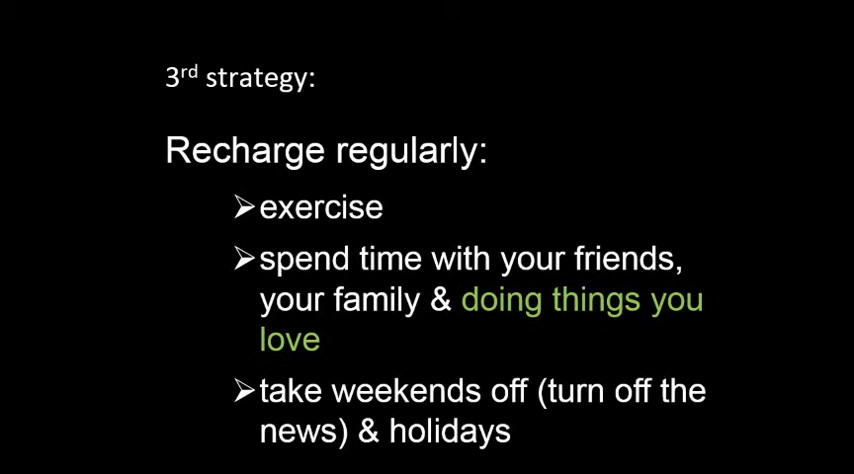 3rd strategy:
Recharge regularly:
➢exercise
➢spend time with your friends,
your family & doing things you
love
➢take weekends off (turn off the
news) & holidays